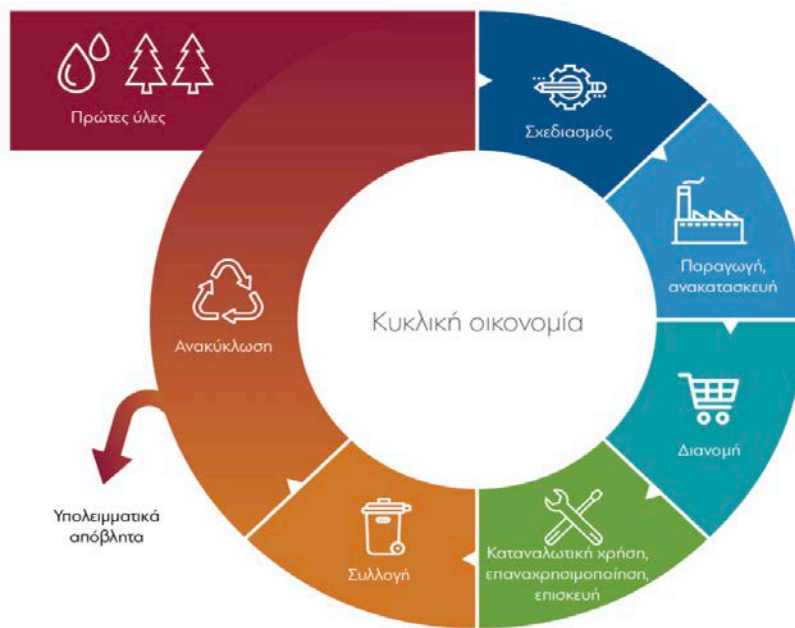 Πρώτες ύλες
Σχεδιασμός
Παραγωγή,
ανακατασκευή
Διανομή
Καταναλωτική χρήση,
επαναχρησιμοποίηση,
επισκευή
Συλλογή
Ανακύκλωση
Υπολειμματικά
απόβλητα
Κυκλική οικονομία